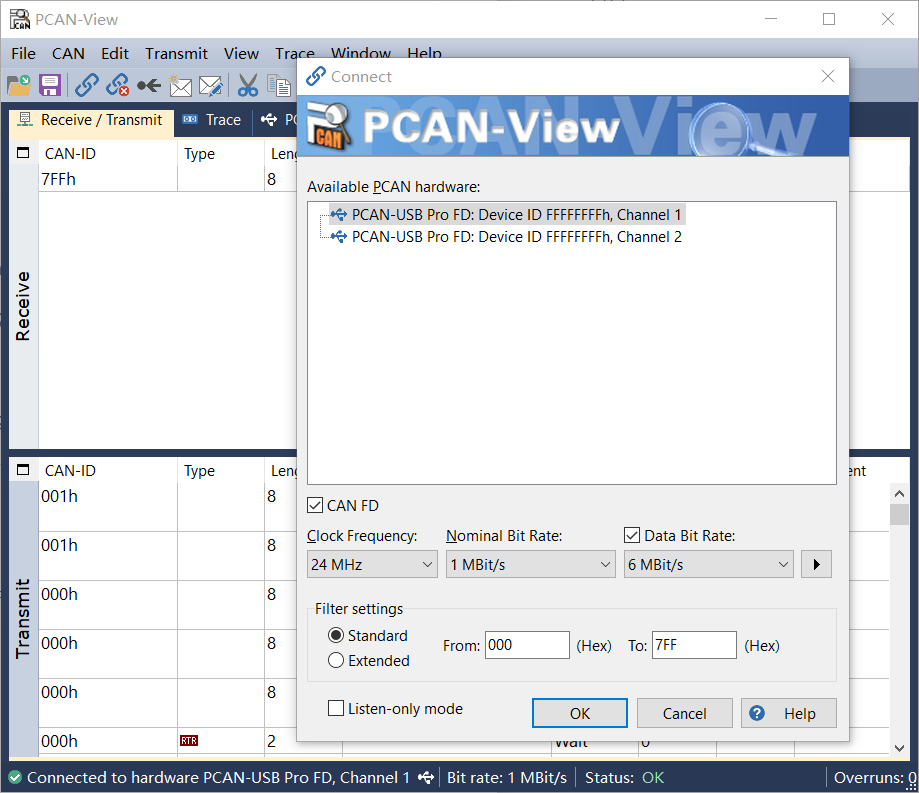 PCAN-View
File CAN Edit Transmit View Trace Window Help
Connect
PCAN-View
Receive / Transmit Trace
Available PCAN hardware:
PCAN-USB Pro FD: Device ID FFFFFFFFh, Channel 1
PCAN-USB Pro FD: Device ID FFFFFFFFh, Channel 2
CAN-ID Type
7FFh 8
Receive
CAN FD
Clock Frequency: Nominal Bit Rate: Data Bit Rate:
24 MHz 1 MBit/s 6 MBit/s
Filter settings
Standard
Extended
From: 000 (Hex) To: 7FF (Hex)
Listen-only mode
OK Cancel Help
CAN-ID Type
001h 8
001h 8
000h 8
000h 8
000h 8
000h RTR 2 Wait 0
Transmit
Connected to hardware PCAN-USB Pro FD, Channel 1 Bit rate: 1 MBit/s Status: OK Overruns: 0